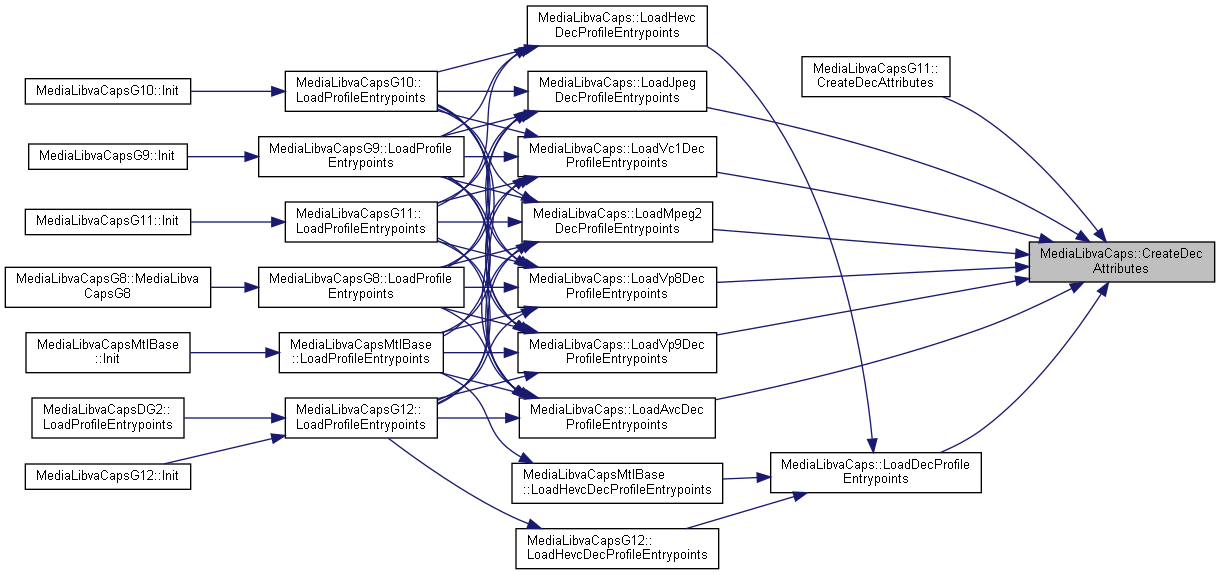 MediaLibvaCaps::LoadHevc
DecProfileEntrypoints
MediaLibvaCapsG11::
CreateDecAttributes
MediaLibvaCapsG10::Init
MediaLibvaCapsG10::
LoadProfileEntrypoints
MediaLibvaCaps::LoadJpeg
DecProfileEntrypoints
MediaLibvaCapsG9::Init
MediaLibvaCapsG9::LoadProfile
Entrypoints
MediaLibvaCaps::LoadVc1Dec
ProfileEntrypoints
MediaLibvaCapsG11::Init
MediaLibvaCapsG11::
LoadProfileEntrypoints
MediaLibvaCaps::LoadMpeg2
DecProfileEntrypoints
MediaLibvaCaps::CreateDec
Attributes
MediaLibvaCapsG8::MediaLibva
CapsG8
MediaLibvaCapsG8::LoadProfile
Entrypoints
MediaLibvaCaps::LoadVp8Dec
ProfileEntrypoints
MediaLibvaCapsMtlBase
::Init
MediaLibvaCapsMtlBase
::LoadProfileEntrypoints
MediaLibvaCaps::LoadVp9Dec
ProfileEntrypoints
MediaLibvaCapsDG2::
LoadProfileEntrypoints
MediaLibvaCapsG12::
LoadProfileEntrypoints
MediaLibvaCaps::LoadAvcDec
ProfileEntrypoints
MediaLibvaCapsG12::Init
MediaLibvaCapsMtlBase
::LoadHevcDecProfileEntrypoints
MediaLibvaCaps::LoadDecProfile
Entrypoints
MediaLibvaCapsG12::
LoadHevcDecProfileEntrypoints